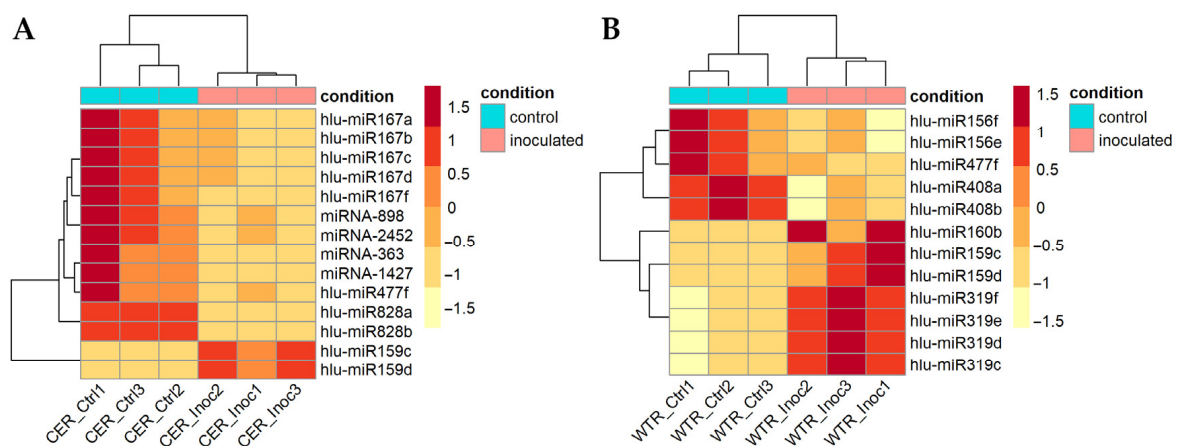 A
condition
hlu-miR167a
hlu-miR167b
hlu-miR167c
hlu-miR167d
hlu-miR167f
miRNA-898
miRNA-2452
miRNA-363
miRNA-1427
hlu-miR477f
hlu-miR828a
hlu-miR828b
hlu-miR159c
hlu-miR159d
CER_Ctrl1
CER_Ctrl3
CER_Ctrl2
CER_Inoc2
CER_Inoc1
CER_Inoc3
1.5
1
0.5
0
−0.5
−1
−1.5
condition
control
inoculated
B
condition
hlu-miR156f
hlu-miR156e
hlu-miR477f
hlu-miR408a
hlu-miR408b
hlu-miR160b
hlu-miR159c
hlu-miR159d
hlu-miR319f
hlu-miR319e
hlu-miR319d
hlu-miR319c
WTR_Ctrl1
WTR_Ctrl2
WTR_Ctrl3
WTR_Inoc2
WTR_Inoc3
WTR_Inoc1
1.5
1
0.5
0
−0.5
−1
−1.5
condition
control
inoculated